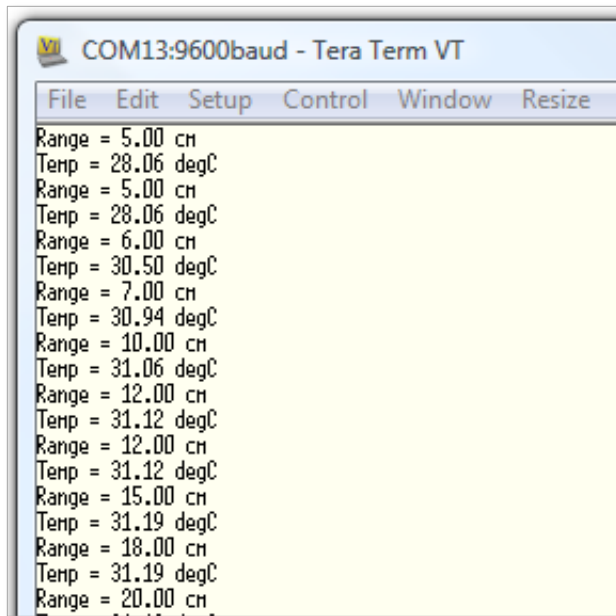 COM13:9600baud - Tera Term VT
File Edit Setup Control Window Resize
Range = 5.00 cm
Temp = 28.06 degC
Range = 5.00 cm
Temp = 28.06 degC
Range = 6.00 cm
Temp = 30.50 degC
Range = 7.00 cm
Temp = 30.94 degC
Range = 10.00 cm
Temp = 31.06 degC
Range = 12.00 cm
Temp = 31.12 degC
Range = 12.00 cm
Temp = 31.12 degC
Range = 15.00 cm
Temp = 31.19 degC
Range = 18.00 cm
Temp = 31.19 degC
Range = 20.00 cm